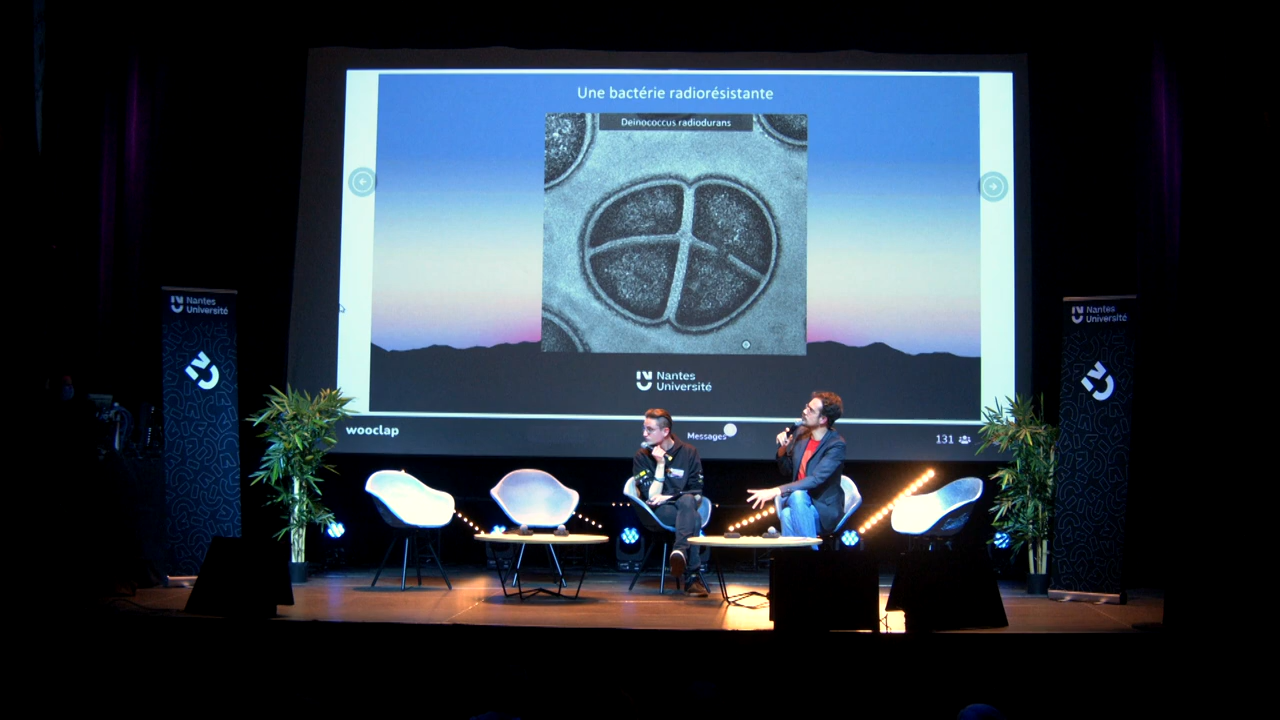 Une bactérie radiorésistante
Deinococcus radiodurans
Nantes
Université
wooclap
Messages
131
Nantes
Université
Nantes
Université